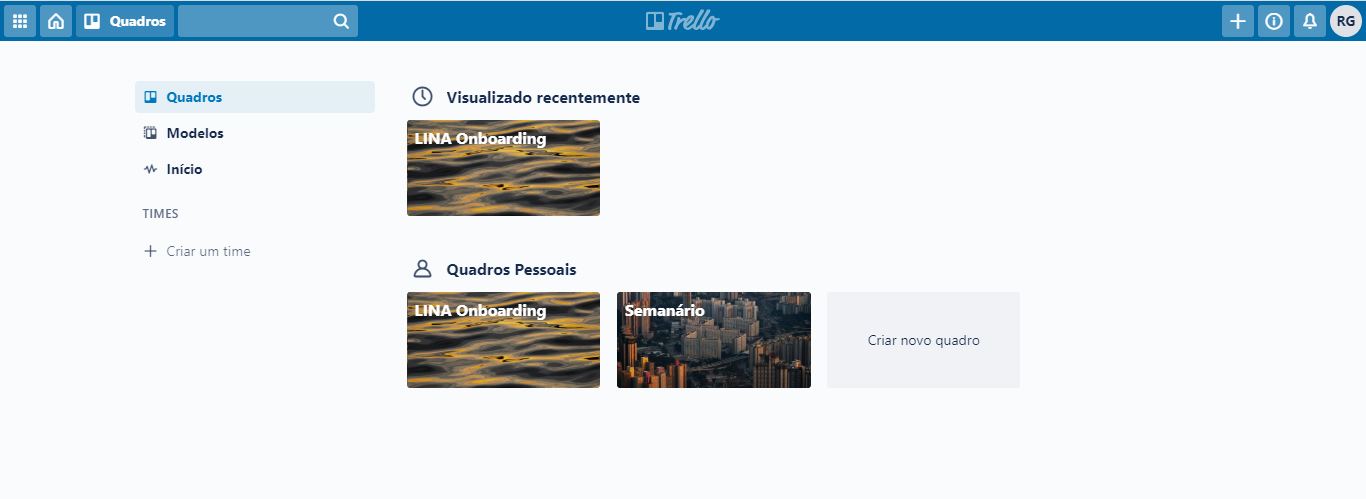 Quadros
Trello
RG
Quadros
Modelos
Início
TIMES
Criar um time
Visualizado recentemente
LINA Onboarding
Quadros Pessoais
LINA Onboarding
Semanário
Criar novo quadro